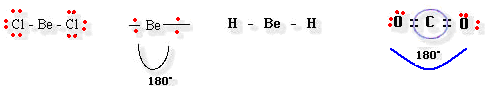 Cl - Be - Cl
Be
180°
H - Be - H
O :: C :: O
180°